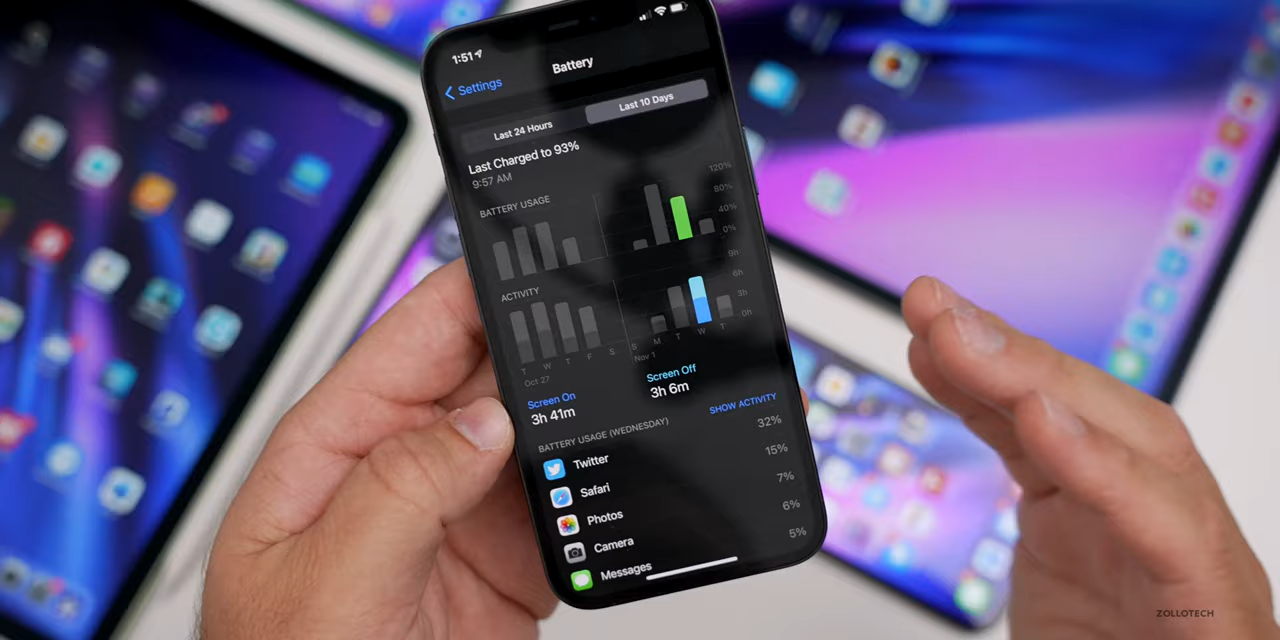 1:51
Settings
Battery
Last 24 Hours
Last 10 Days
Last Charged to 93%
9:57 AM
BATTERY USAGE
120%
80%
40%
0%
ACTIVITY
9h
6h
3h
0h
T W T F S S M T W T
Oct 27
Nov 1
Screen On
3h 41m
Screen Off
3h 6m
BATTERY USAGE (WEDNESDAY)
SHOW ACTIVITY
Twitter 32%
Safari 15%
Photos 7%
Camera 6%
Messages 5%
ZOLLOTECH